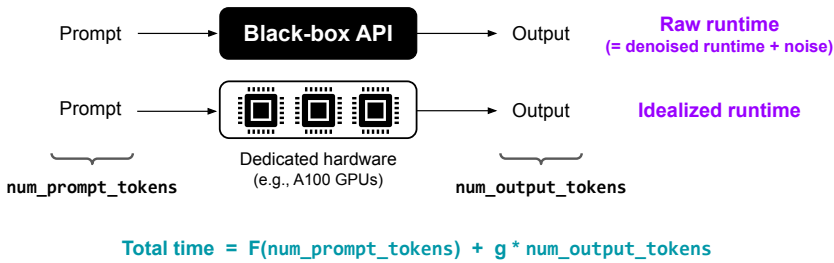 Prompt
Black-box API
Output
Raw runtime
(= denoised runtime + noise)
Prompt
Output
Idealized runtime
Dedicated hardware
(e.g., A100 GPUs)
num_prompt_tokens
num_output_tokens
Total time = F(num_prompt_tokens) + g * num_output_tokens